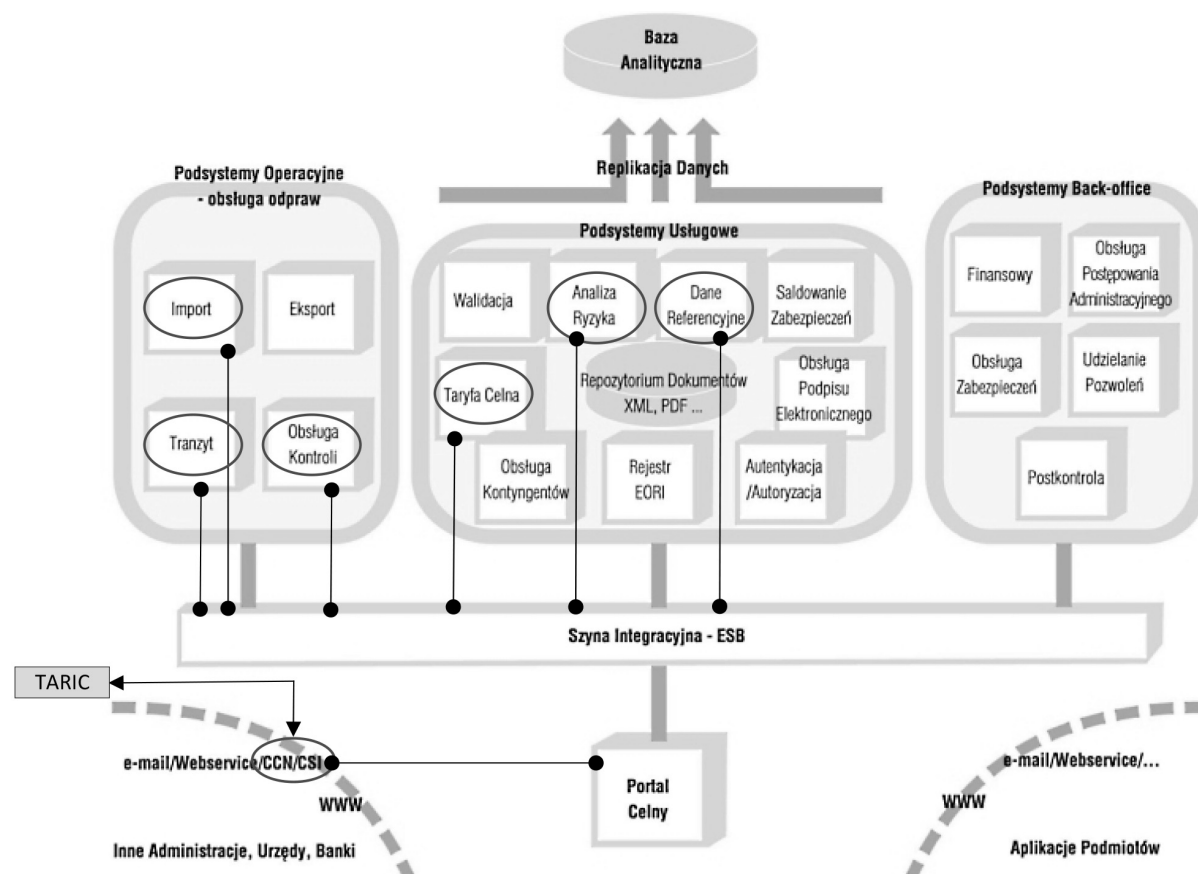 Baza
Analityczna
Replikacja Danych
Podsystemy Operacyjne
- obsługa odpraw
Import
Eksport
Tranzyt
Obsługa
Kontroli
Podsystemy Usługowe
Walidacja
Analiza
Ryzyka
Dane
Referencyjne
Saldowanie
Zabezpieczeń
Taryfa Celna
Repozytorium Dokumentów
XML, PDF ...
Obsługa
Podpisu
Elektronicznego
Obsługa
Kontyngentów
Rejestr
EORI
Autentykacja
/Autoryzacja
Podsystemy Back-office
Finansowy
Obsługa
Postępowania
Administracyjnego
Obsługa
Zabezpieczeń
Udzielanie
Pozwoleń
Postkontrola
Szyna Integracyjna - ESB
TARIC
e-mail/Webservice/CCN/CSI
WWW
Inne Administracje, Urzędy, Banki
Portal
Celny
e-mail/Webservice/...
WWW
Aplikacje Podmiotów